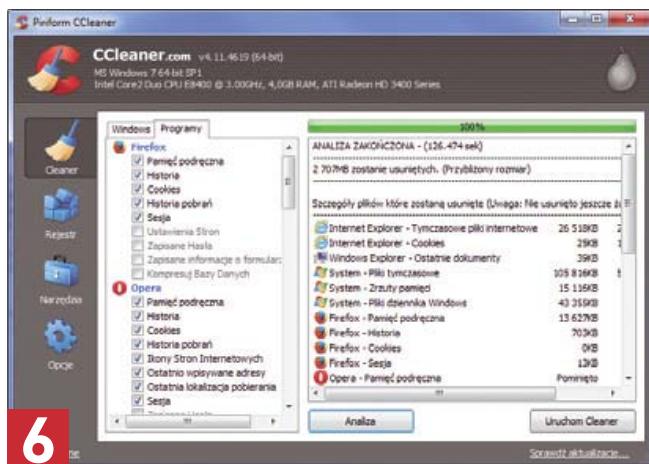 Piriform CCleaner
CCleaner.com v4.11.4619 (64-bit)
MS Windows 7 64-bit SP1
Intel Core2 Duo CPU E8400 @ 3.00GHz, 4,0GB RAM, ATI Radeon HD 3400 Series
Cleaner
Rejestr
Narzędzia
Opcje
Windows Programy
Firefox
Pamięć podręczna
Historia
Cookies
Historia pobrań
Sesja
Ustawienia Stron
Zapisane Hasła
Zapisane informacje o formularz
Kompresuj Bazy Danych
Opera
Pamięć podręczna
Historia
Cookies
Historia pobrań
Ikony Stron Internetowych
Ostatnio wpisywane adresy
Ostatnia lokalizacja pobierania
Sesja
100%
ANALIZA ZAKOŃCZONA - (126.474 sek)
2 707MB zostanie usuniętych. (Przybliżony rozmiar)
Szczegóły plików które zostaną usunięte (Uwaga: Nie usunięto jeszcze
Internet Explorer - Tymczasowe pliki internetowe 26 518KB
Internet Explorer - Cookies 25KB
Windows Explorer - Ostatnie dokumenty 39KB
System - Pliki tymczasowe 105 816KB
System - Zrzuty pamięci 15 116KB
System - Pliki dziennika Windows 43 355KB
Firefox - Pamięć podręczna 13 627KB
Firefox - Historia 703KB
Firefox - Cookies 0KB
Firefox - Sesja 13KB
Opera - Pamięć podręczna Pominięto
Analiza
Uruchom Cleaner
6
Sprawdź aktualizacje...